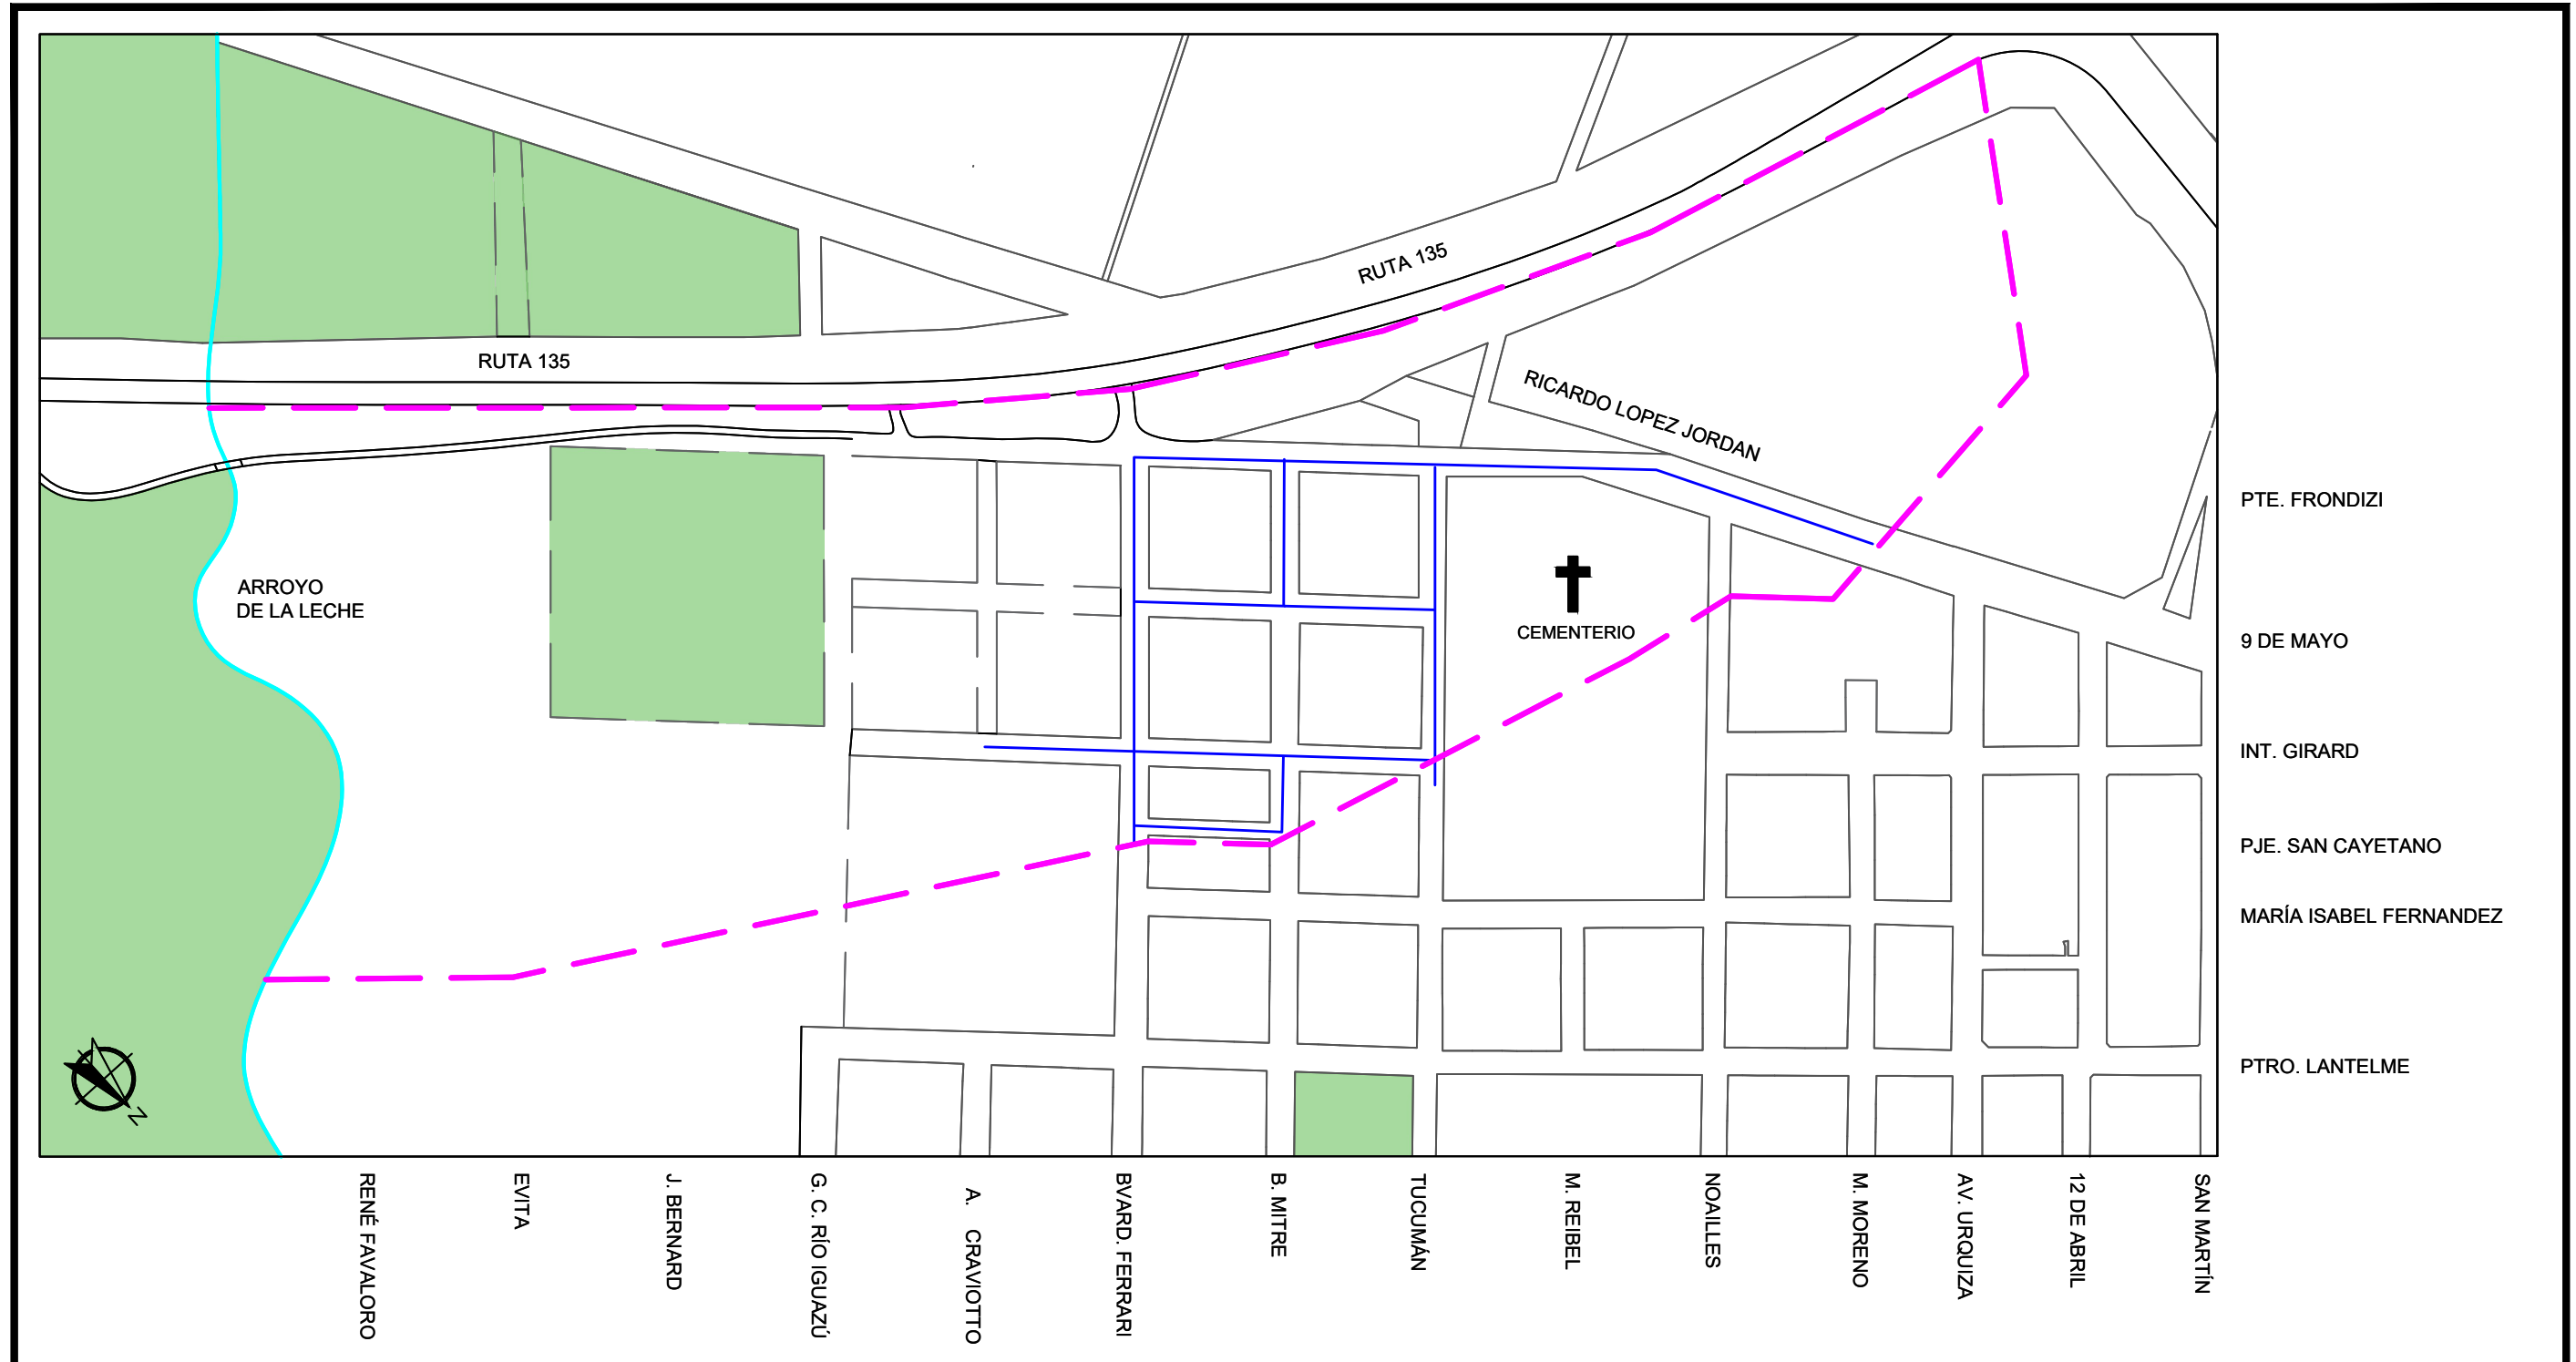 RUTA 135
RUTA 135
RICARDO LOPEZ JORDAN
PTE. FRONDIZI
ARROYO
DE LA LECHE
CEMENTERIO
9 DE MAYO
INT. GIRARD
PJE. SAN CAYETANO
MARÍA ISABEL FERNANDEZ
PTRO. LANTELME
N
RENÉ FAVALORO
EVITA
J. BERNARD
G. C. RÍO IGUAZÚ
A. CRAVIOTTO
BVARD. FERRARI
B. MITRE
TUCUMÁN
M. REIBEL
NOAILLES
M. MORENO
AV. URQUIZA
12 DE ABRIL
SAN MARTÍN